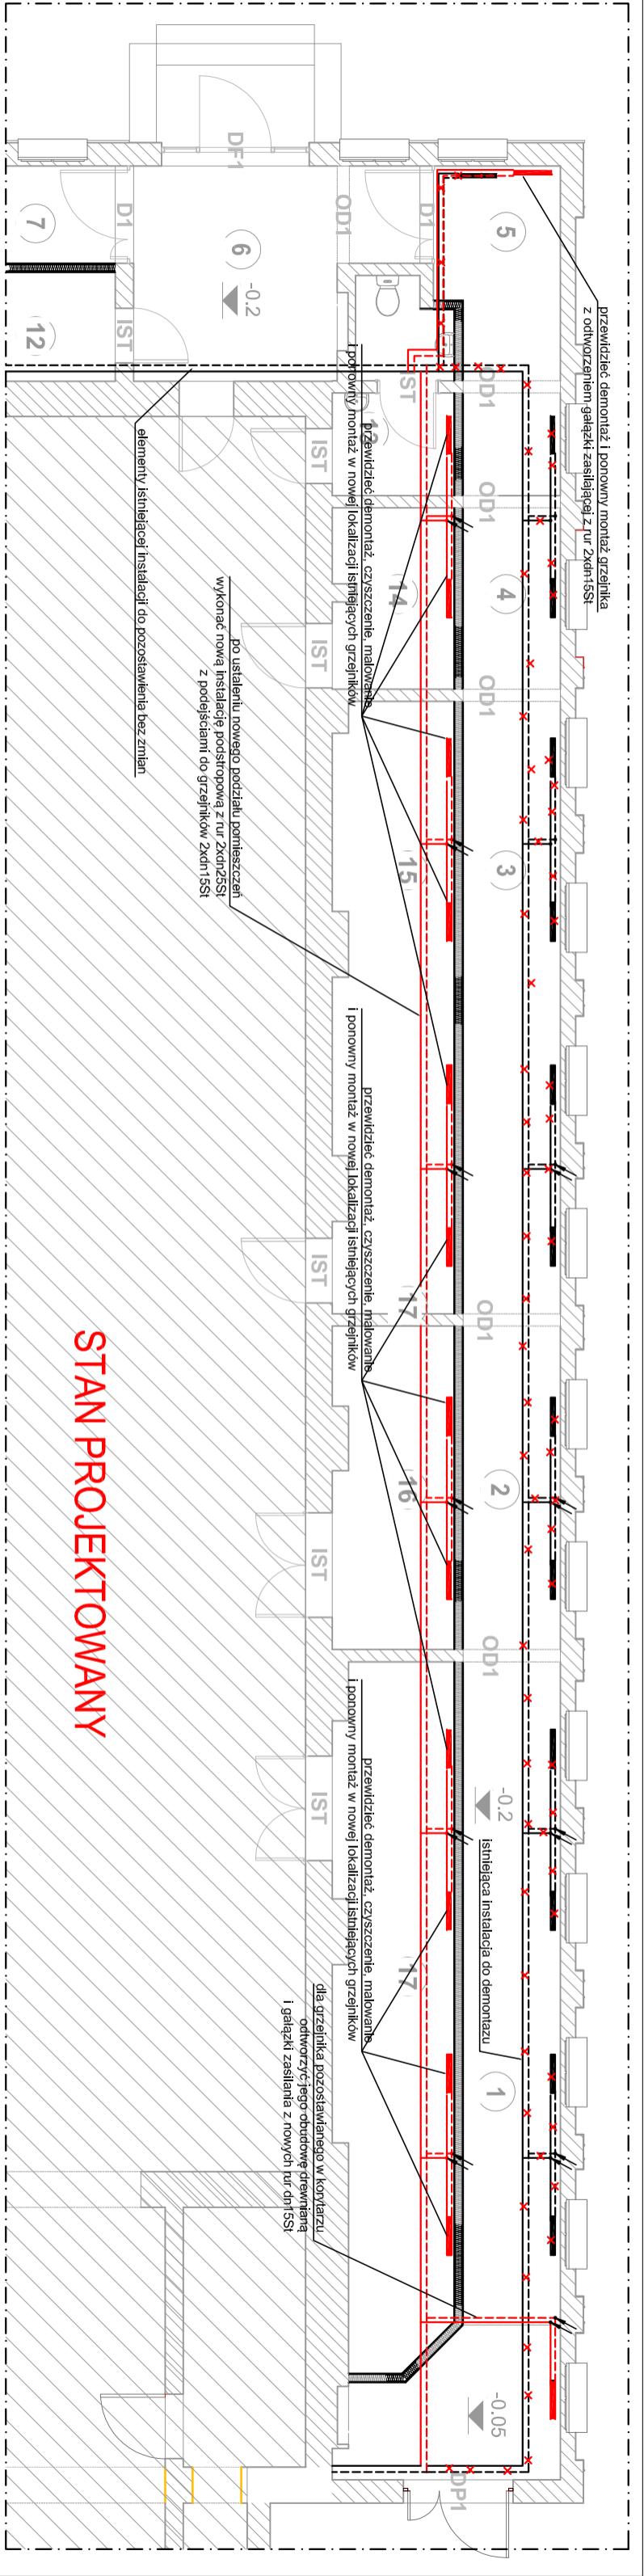 przewidzieć demontaż i ponowny montaż grzejnika
z odtworzeniem gałązki zasilającej z rur 2xdn15St
5
D1
OD1
DF1
6
-0.2
D1
7
12
IST
OD1
IST
13
OD1
IST
4
14
OD1
IST
przewidzieć demontaż, czyszczenie, malowanie
i ponowny montaż w nowej lokalizacji istniejących grzejników
elementy istniejącej instalacji do pozostawienia bez zmian
po ustaleniu nowego podziału pomieszczeń
wykonać nową instalację podstropową z rur 2xdn25St
z podejściami do grzejników 2xdn15St
3
15
przewidzieć demontaż, czyszczenie, malowanie
i ponowny montaż w nowej lokalizacji istniejących grzejników
OD1
17
IST
2
16
IST
OD1
STAN PROJEKTOWANY
-0.2
IST
istniejąca instalacja do demontażu
przewidzieć demontaż, czyszczenie, malowanie
i ponowny montaż w nowej lokalizacji istniejących grzejników
1
17
dla grzejnika pozostawianego w korytarzu
odtworzyć jego obudowę drewnianą
i gałązki zasilania z nowych rur dn15St
-0.05
DP1